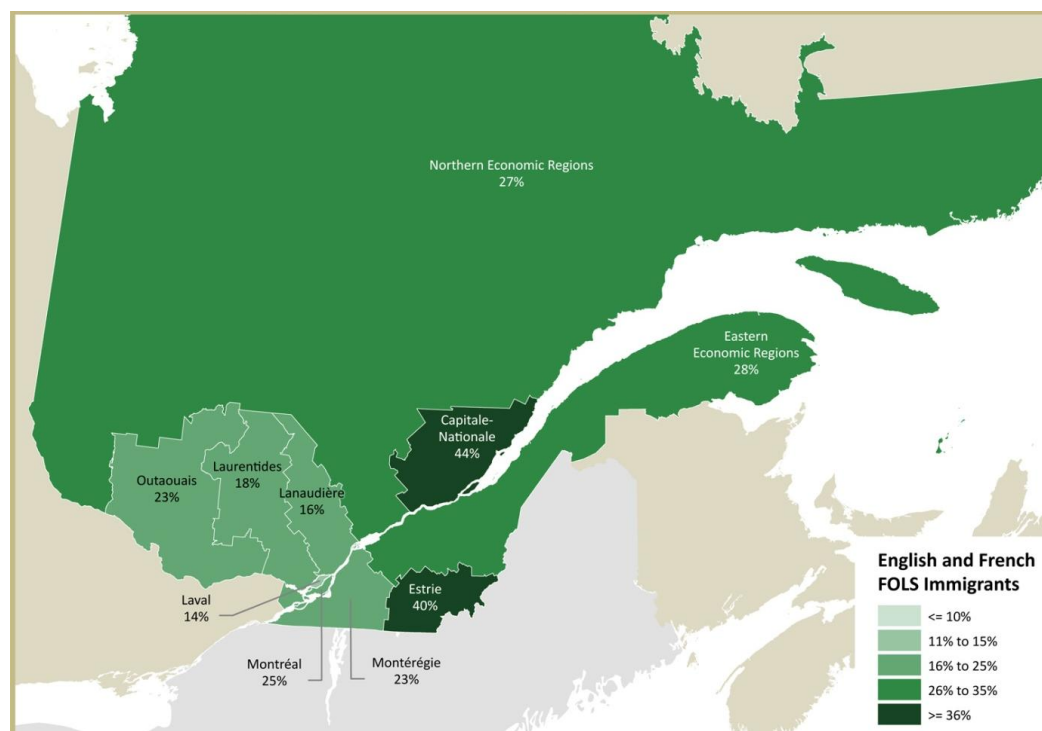 Northern Economic Regions
27%
Eastern
Economic Regions
28%
Capitale-
Nationale
44%
Outaouais
23%
Laurentides
18%
Lanaudière
16%
Estrie
40%
Laval
14%
Montréal
25%
Montérégie
23%
English and French
FOLS Immigrants
<= 10%
11% to 15%
16% to 25%
26% to 35%
>= 36%